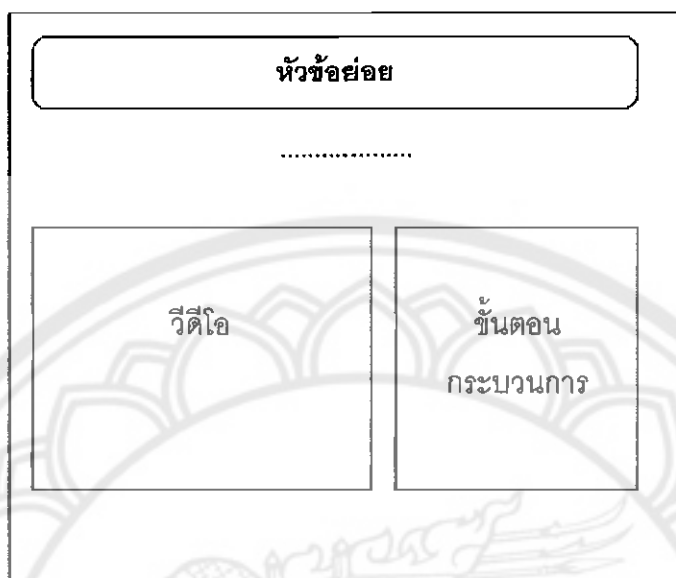 หัวข้อย่อย
...................
วีดีโอ
ขั้นตอน
กระบวนการ